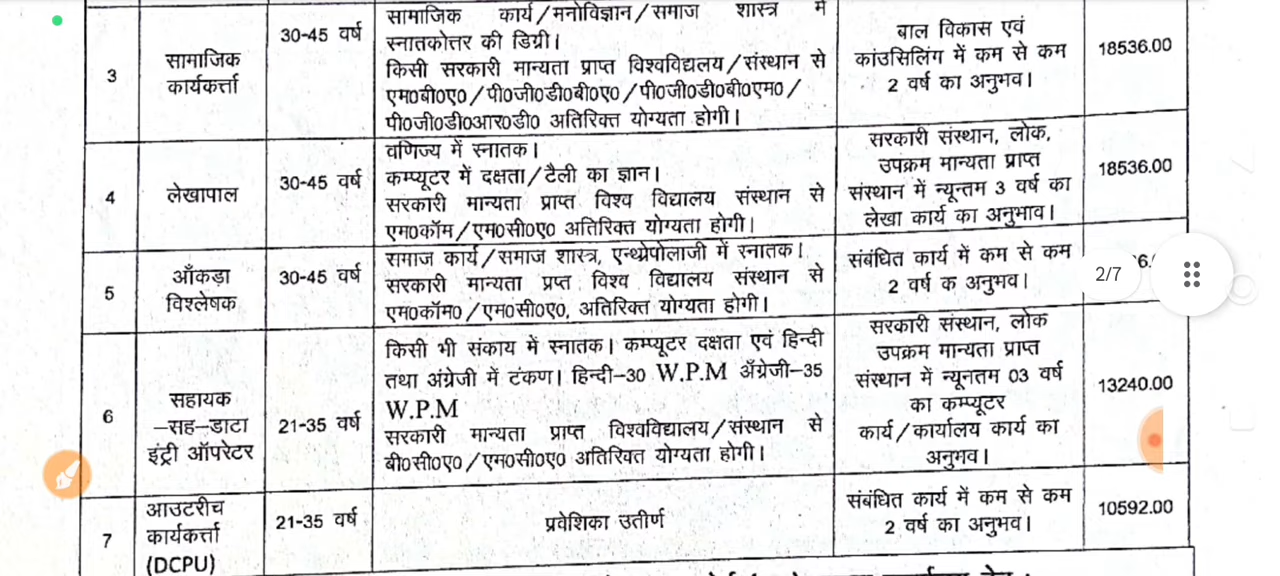 3
सामाजिक
कार्यकर्त्ता
30-45 वर्ष
सामाजिक कार्य/मनोविज्ञान/समाज शास्त्र में
स्नातकोत्तर की डिग्री।
किसी सरकारी मान्यता प्राप्त विश्वविद्यलय/संस्थान से
एम0बी0ए0/पी0जी0डी0बी0ए0/पी0जी0डी0बी0एम0/
पी0जी0डी0आर0डी0 अतिरिक्त योग्यता होगी।
बाल विकास एवं
कांउसिलिंग में कम से कम
2 वर्ष का अनुभव।
18536.00
4
लेखापाल
30-45 वर्ष
वणिज्य में स्नातक।
कम्प्यूटर में दक्षता/टैली का ज्ञान।
सरकारी मान्यता प्राप्त विश्व विद्यालय संस्थान से
एम0कॉम/एम0सी0ए0 अतिरिक्त योग्यता होगी।
सरकारी संस्थान, लोक,
उपक्रम मान्यता प्राप्त
संस्थान में न्यून्तम 3 वर्ष का
लेखा कार्य का अनुभाव।
18536.00
5
आँकड़ा
विश्लेषक
30-45 वर्ष
समाज कार्य/समाज शास्त्र, एन्थ्रेपोलाजी में स्नातक।
सरकारी मान्यता प्रप्त विश्व विद्यालय संस्थान से
एम0कॉम0/एम0सी0ए0, अतिरिक्त योग्यता होगी।
संबंधित कार्य में कम से कम
2 वर्ष क अनुभव।
2/7
6
सहायक
–सह–डाटा
इंट्री ऑपरेटर
21-35 वर्ष
किसी भी संकाय में स्नातक। कम्प्यूटर दक्षता एवं हिन्दी
तथा अंग्रेजी में टंकण। हिन्दी–30 W.P.M अँग्रेजी–35
W.P.M
सरकारी मान्यता प्राप्त विश्वविद्यालय/संस्थान से
बी0सी0ए0/एम0सी0ए0 अतिरिक्त योग्यता होगी।
सरकारी संस्थान, लोक
उपक्रम मान्यता प्राप्त
संस्थान में न्यूनतम 03 वर्ष
का कम्प्यूटर
कार्य/कार्यालय कार्य का
अनुभव।
13240.00
7
आउटरीच
कार्यकर्त्ता
(DCPU)
21-35 वर्ष
प्रवेशिका उतीर्ण
संबंधित कार्य में कम से कम
2 वर्ष का अनुभव।
10592.00